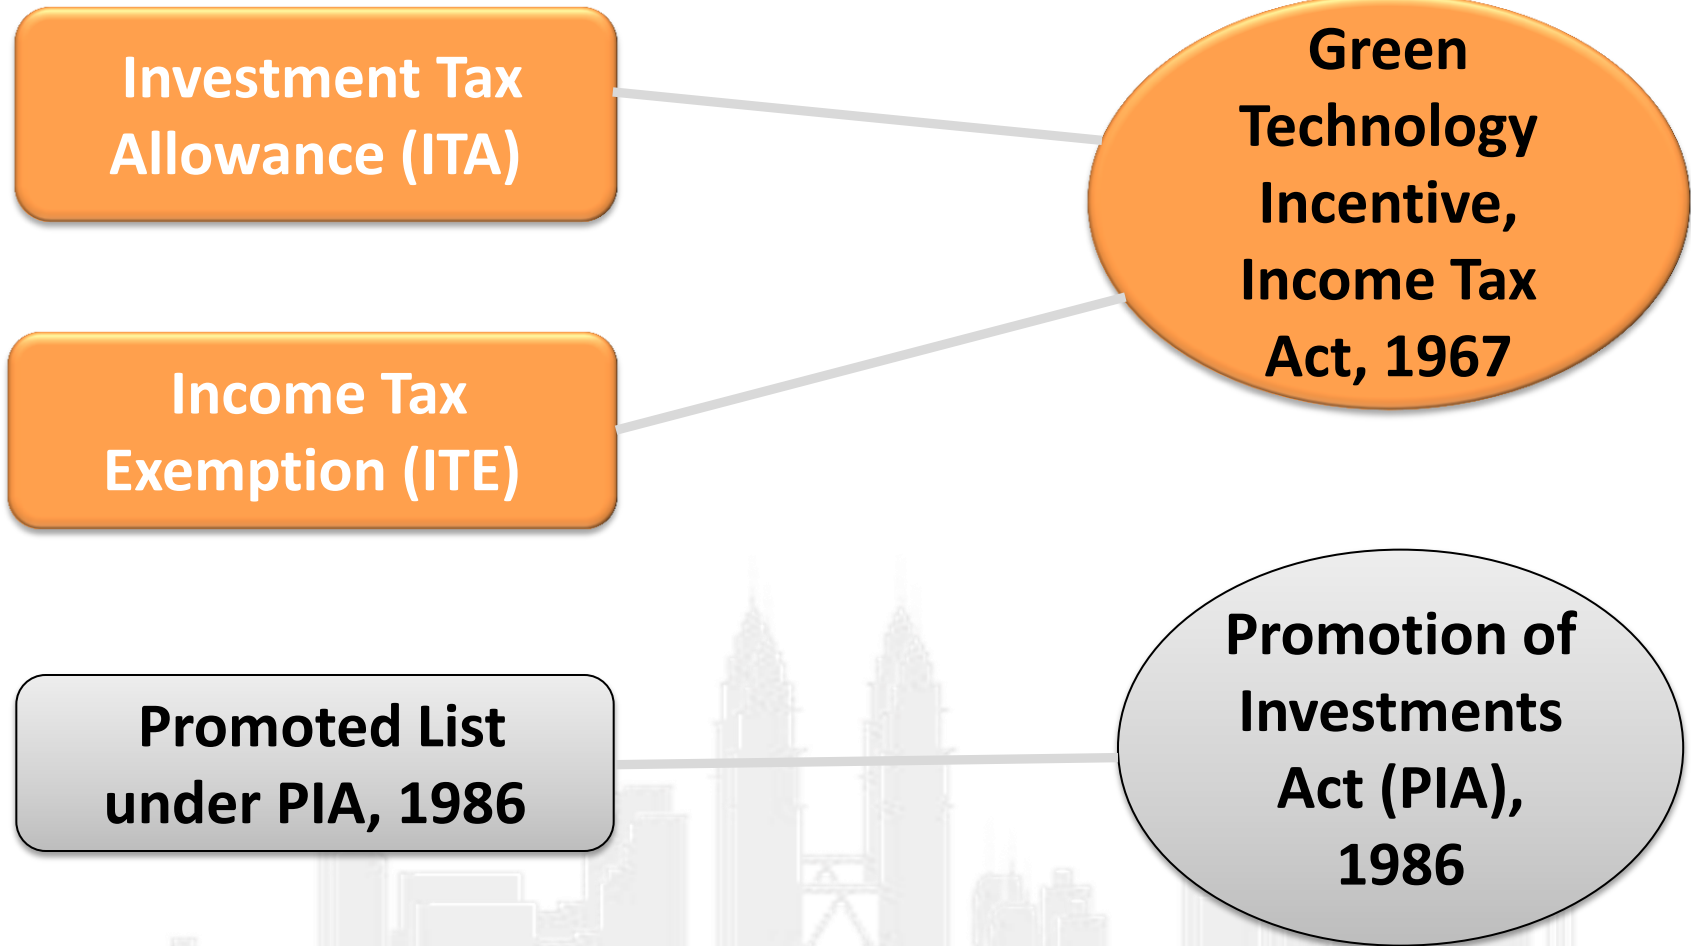 Investment Tax
Allowance (ITA)
Green
Technology
Incentive,
Income Tax
Act, 1967
Income Tax
Exemption (ITE)
Promoted List
under PIA, 1986
Promotion of
Investments
Act (PIA),
1986